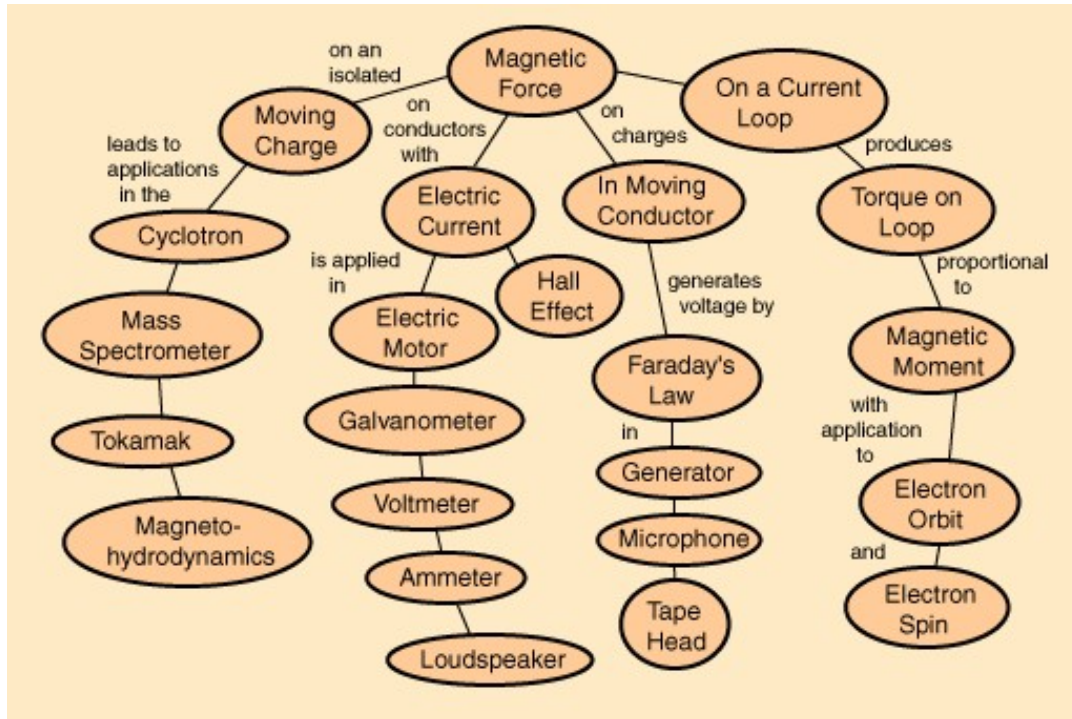 Magnetic
Force
on an
isolated
Moving
Charge
leads to
applications
in the
Cyclotron
Mass
Spectrometer
Tokamak
Magneto-
hydrodynamics
on
conductors
with
Electric
Current
is applied
in
Hall
Effect
Electric
Motor
Galvanometer
Voltmeter
Ammeter
Loudspeaker
on
charges
In Moving
Conductor
generates
voltage by
Faraday's
Law
in
Generator
Microphone
Tape
Head
On a Current
Loop
produces
Torque on
Loop
proportional
to
Magnetic
Moment
with
application
to
Electron
Orbit
and
Electron
Spin